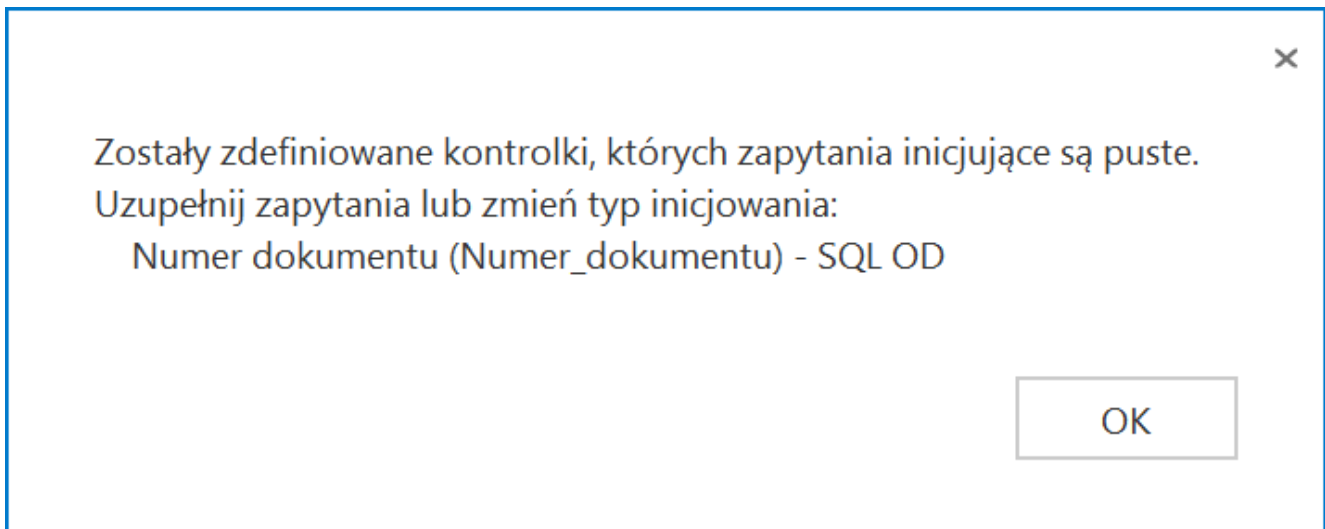 Zostały zdefiniowane kontrolki, których zapytania inicjujące są puste.
Uzupełnij zapytania lub zmień typ inicjowania:
Numer dokumentu (Numer_dokumentu) - SQL OD
OK